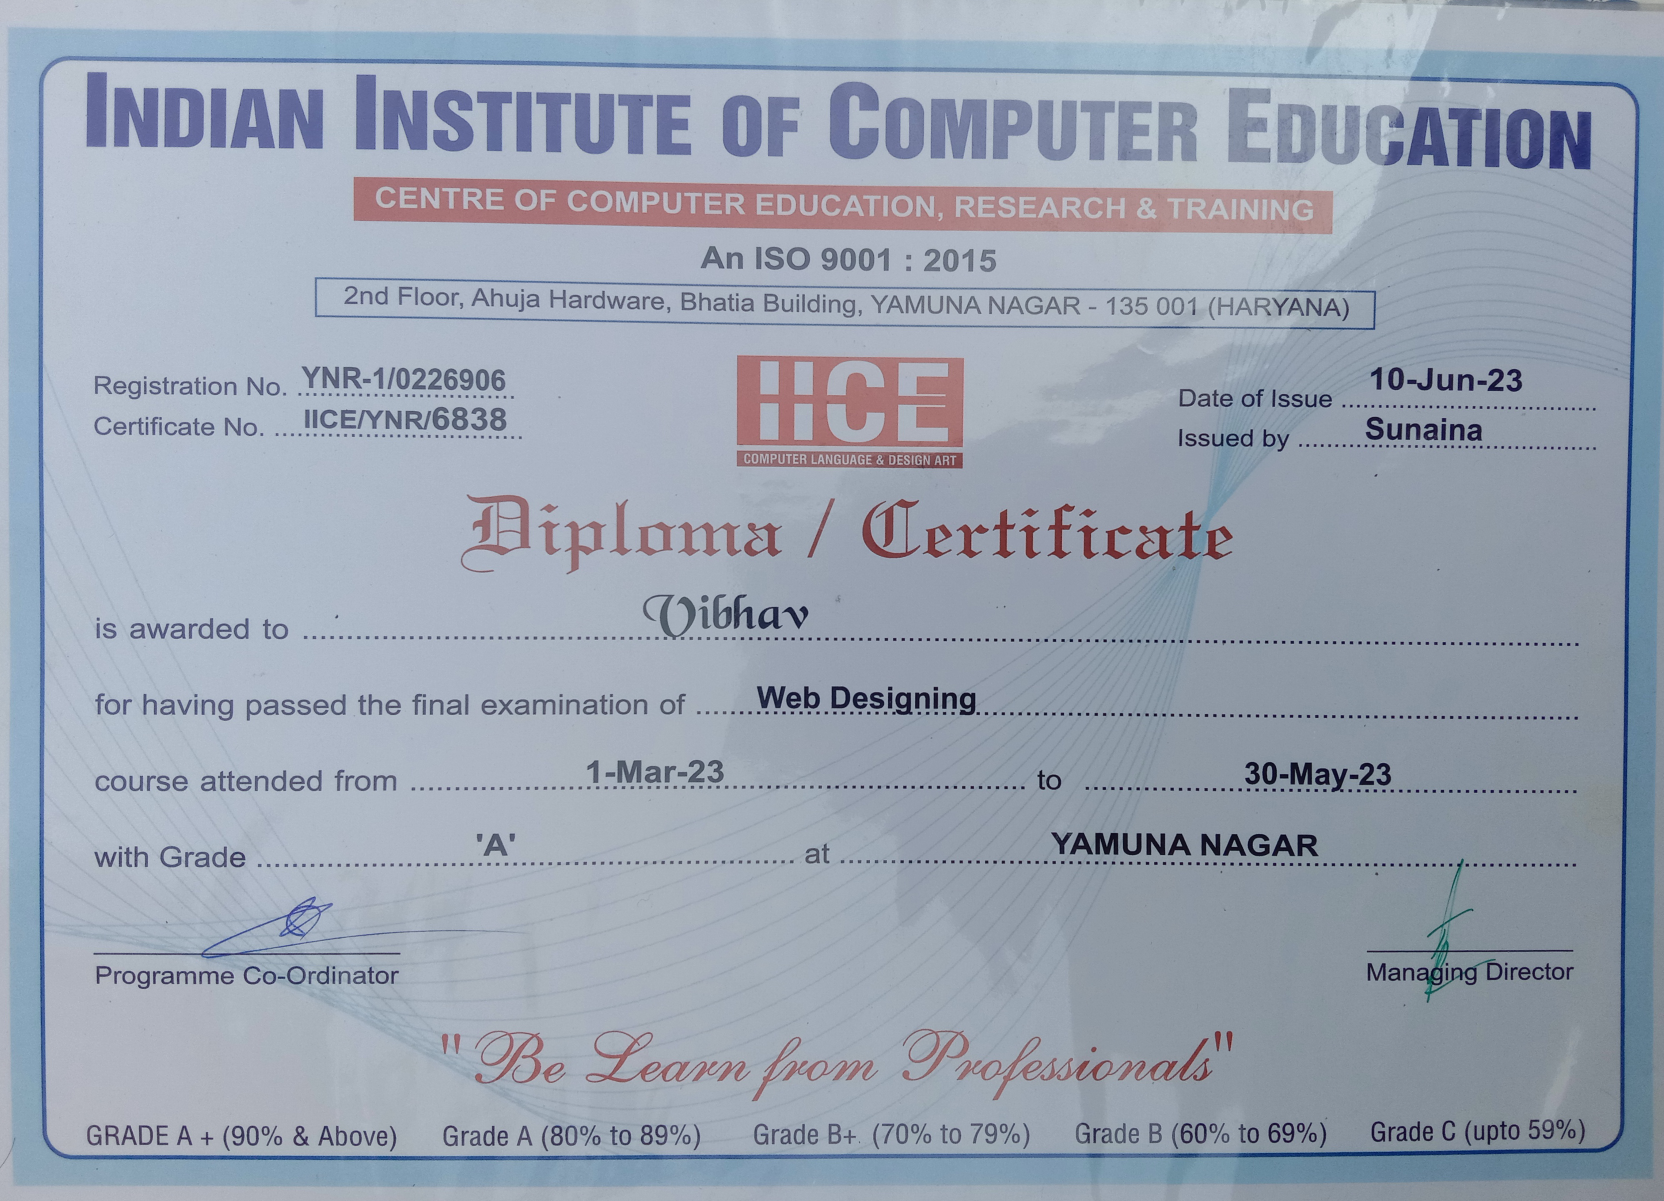 INDIAN INSTITUTE OF COMPUTER EDUCATION
CENTRE OF COMPUTER EDUCATION, RESEARCH & TRAINING
An ISO 9001 : 2015
2nd Floor, Ahuja Hardware, Bhatia Building, YAMUNA NAGAR - 135 001 (HARYANA)
Registration No. YNR-1/0226906
Certificate No. IICE/YNR/6838
IICE
COMPUTER LANGUAGE & DESIGN ART
Date of Issue 10-Jun-23
Issued by Sunaina
Diploma / Certificate
is awarded to Vibhav
for having passed the final examination of Web Designing
course attended from 1-Mar-23 to 30-May-23
with Grade 'A' at YAMUNA NAGAR
Programme Co-Ordinator
Managing Director
"Be Learn from Professionals"
GRADE A + (90% & Above) Grade A (80% to 89%) Grade B+ (70% to 79%) Grade B (60% to 69%) Grade C (upto 59%)